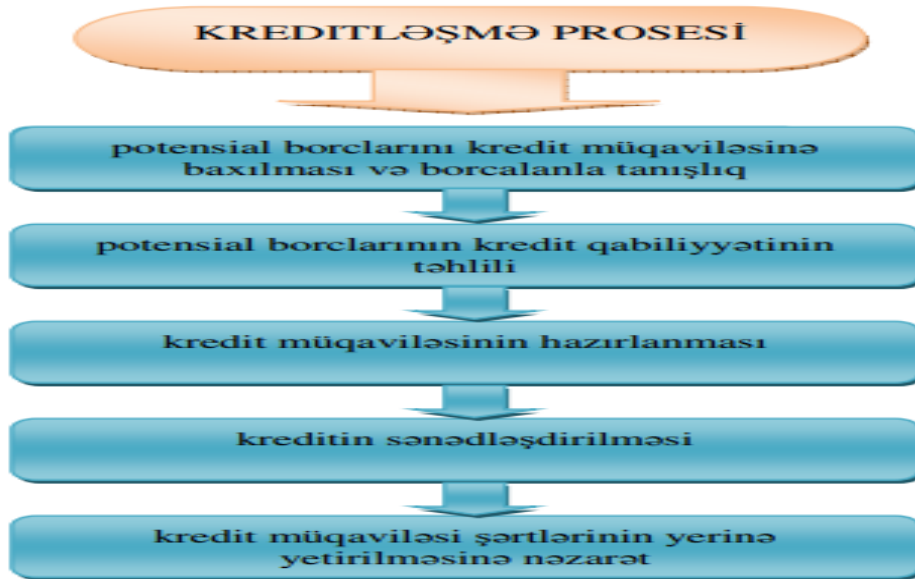 KREDITLƏŞMƏ PROSESİ
potensial borclarını kredit müqaviləsinə
baxılması və borcalanla tanışlıq
potensial borclarının kredit qabiliyyətinin
təhlili
kredit müqaviləsinin hazırlanması
kreditin sənədləşdirilməsi
kredit müqaviləsi şərtlərinin yerinə
yetirilməsinə nəzarət